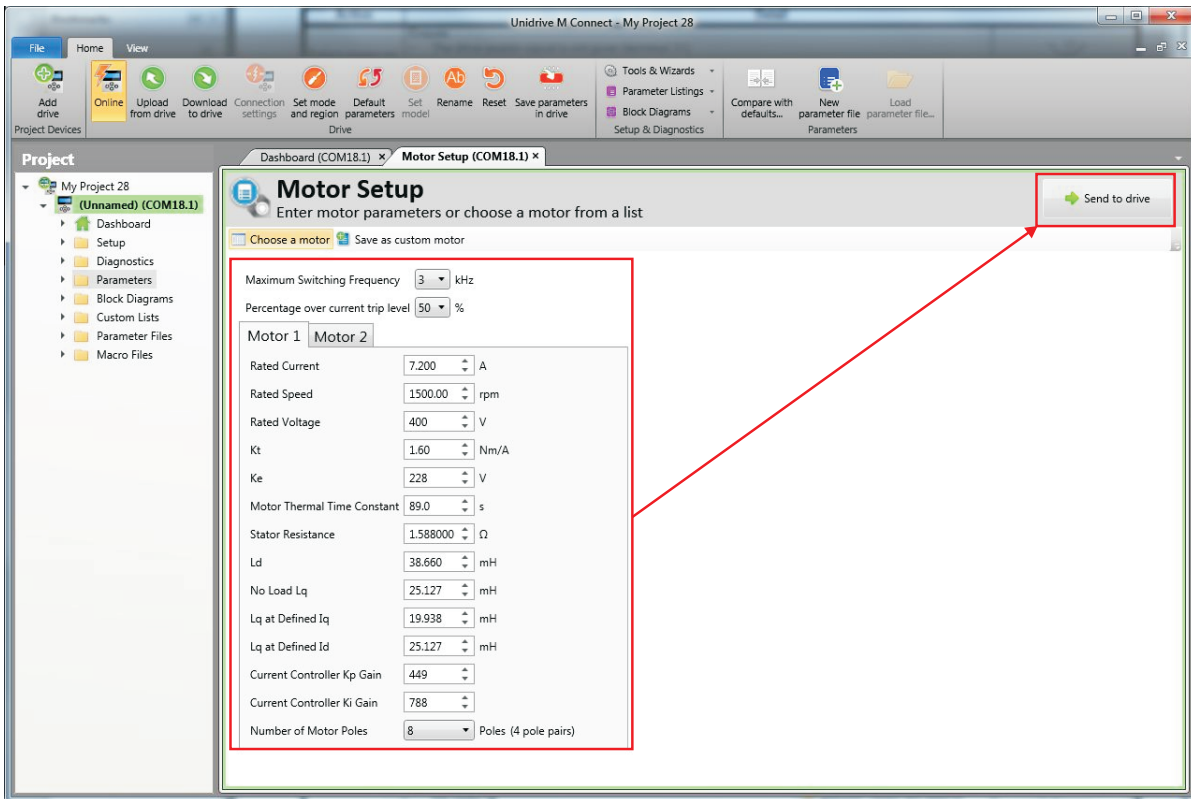 Unidrive M Connect - My Project 28
File Home View
Add drive
Online
Upload from drive
Download to drive
Connection settings
Set mode and region
Default parameters
Set model
Rename
Reset
Save parameters in drive
Tools & Wizards
Parameter Listings
Block Diagrams
Compare with defaults...
New parameter file
Load parameter file...
Project Devices
Drive
Setup & Diagnostics
Parameters
Project
My Project 28
(Unnamed) (COM18.1)
Dashboard
Setup
Diagnostics
Parameters
Block Diagrams
Custom Lists
Parameter Files
Macro Files
Dashboard (COM18.1) × Motor Setup (COM18.1) ×
Motor Setup
Enter motor parameters or choose a motor from a list
Send to drive
Choose a motor Save as custom motor
Maximum Switching Frequency 3 kHz
Percentage over current trip level 50 %
Motor 1 Motor 2
Rated Current 7.200 A
Rated Speed 1500.00 rpm
Rated Voltage 400 V
Kt 1.60 Nm/A
Ke 228 V
Motor Thermal Time Constant 89.0 s
Stator Resistance 1.588000 Ω
Ld 38.660 mH
No Load Lq 25.127 mH
Lq at Defined Iq 19.938 mH
Lq at Defined Id 25.127 mH
Current Controller Kp Gain 449
Current Controller Ki Gain 788
Number of Motor Poles 8 Poles (4 pole pairs)